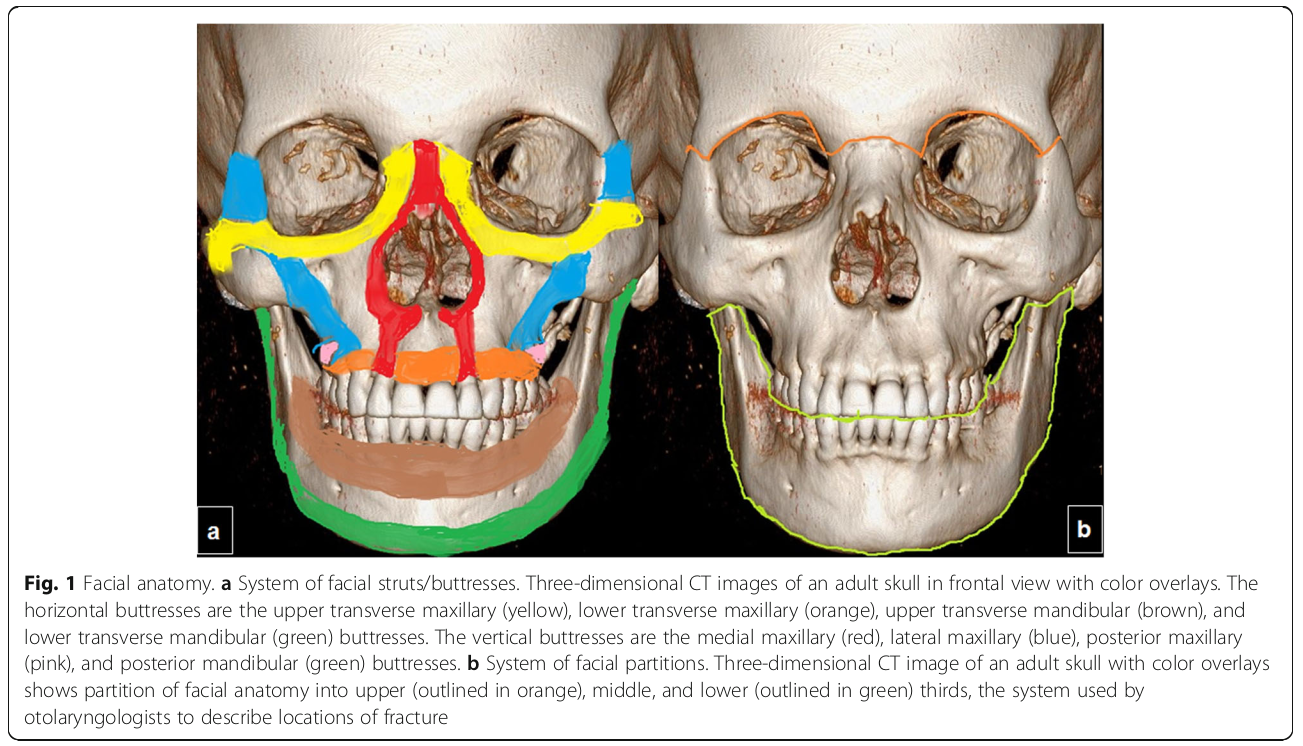 a
b
Fig. 1 Facial anatomy. a System of facial struts/buttresses. Three-dimensional CT images of an adult skull in frontal view with color overlays. The
horizontal buttresses are the upper transverse maxillary (yellow), lower transverse maxillary (orange), upper transverse mandibular (brown), and
lower transverse mandibular (green) buttresses. The vertical buttresses are the medial maxillary (red), lateral maxillary (blue), posterior maxillary
(pink), and posterior mandibular (green) buttresses. b System of facial partitions. Three-dimensional CT image of an adult skull with color overlays
shows partition of facial anatomy into upper (outlined in orange), middle, and lower (outlined in green) thirds, the system used by
otolaryngologists to describe locations of fracture